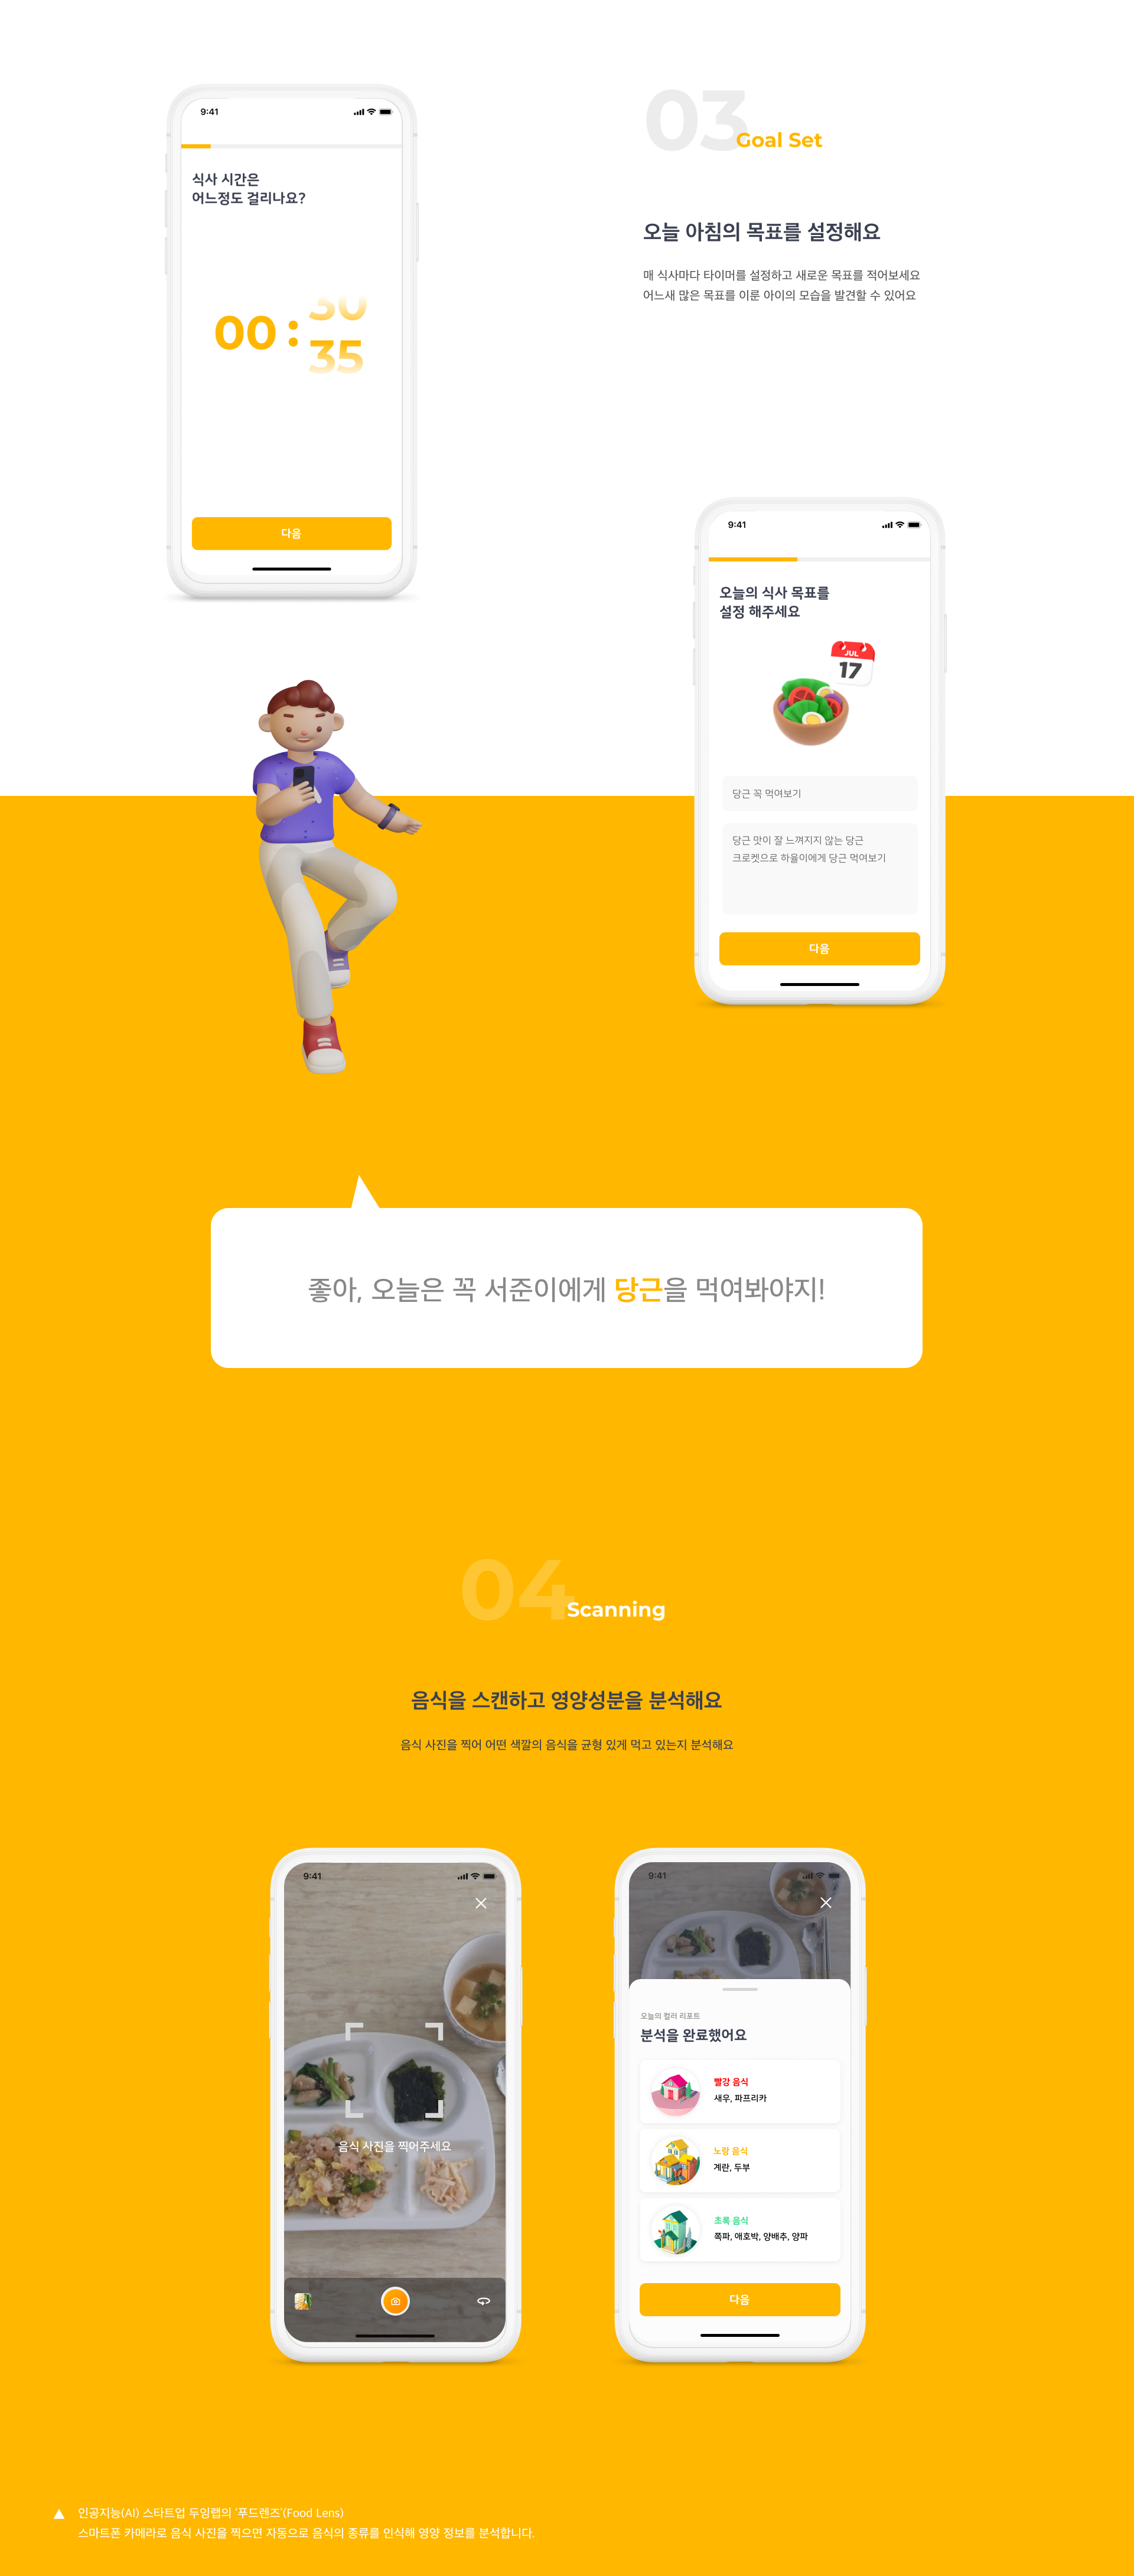 03
Goal Set
오늘 아침의 목표를 설정해요
매 식사마다 타이머를 설정하고 새로운 목표를 적어보세요
어느새 많은 목표를 이룬 아이의 모습을 발견할 수 있어요
9:41
식사 시간은
어느정도 걸리나요?
30
00 :
35
다음
9:41
오늘의 식사 목표를
설정 해주세요
JUL
17
당근 꼭 먹여보기
당근 맛이 잘 느껴지지 않는 당근
크로켓으로 하율이에게 당근 먹여보기
다음
좋아, 오늘은 꼭 서준이에게 당근을 먹여봐야지!
04
Scanning
음식을 스캔하고 영양성분을 분석해요
음식 사진을 찍어 어떤 색깔의 음식을 균형 있게 먹고 있는지 분석해요
9:41
음식 사진을 찍어주세요
9:41
오늘의 컬러 리포트
분석을 완료했어요
빨강 음식
새우, 파프리카
노랑 음식
계란, 두부
초록 음식
쪽파, 애호박, 양배추, 양파
다음
▲ 인공지능(AI) 스타트업 두잉랩의 '푸드렌즈'(Food Lens)
스마트폰 카메라로 음식 사진을 찍으면 자동으로 음식의 종류를 인식해 영양 정보를 분석합니다.